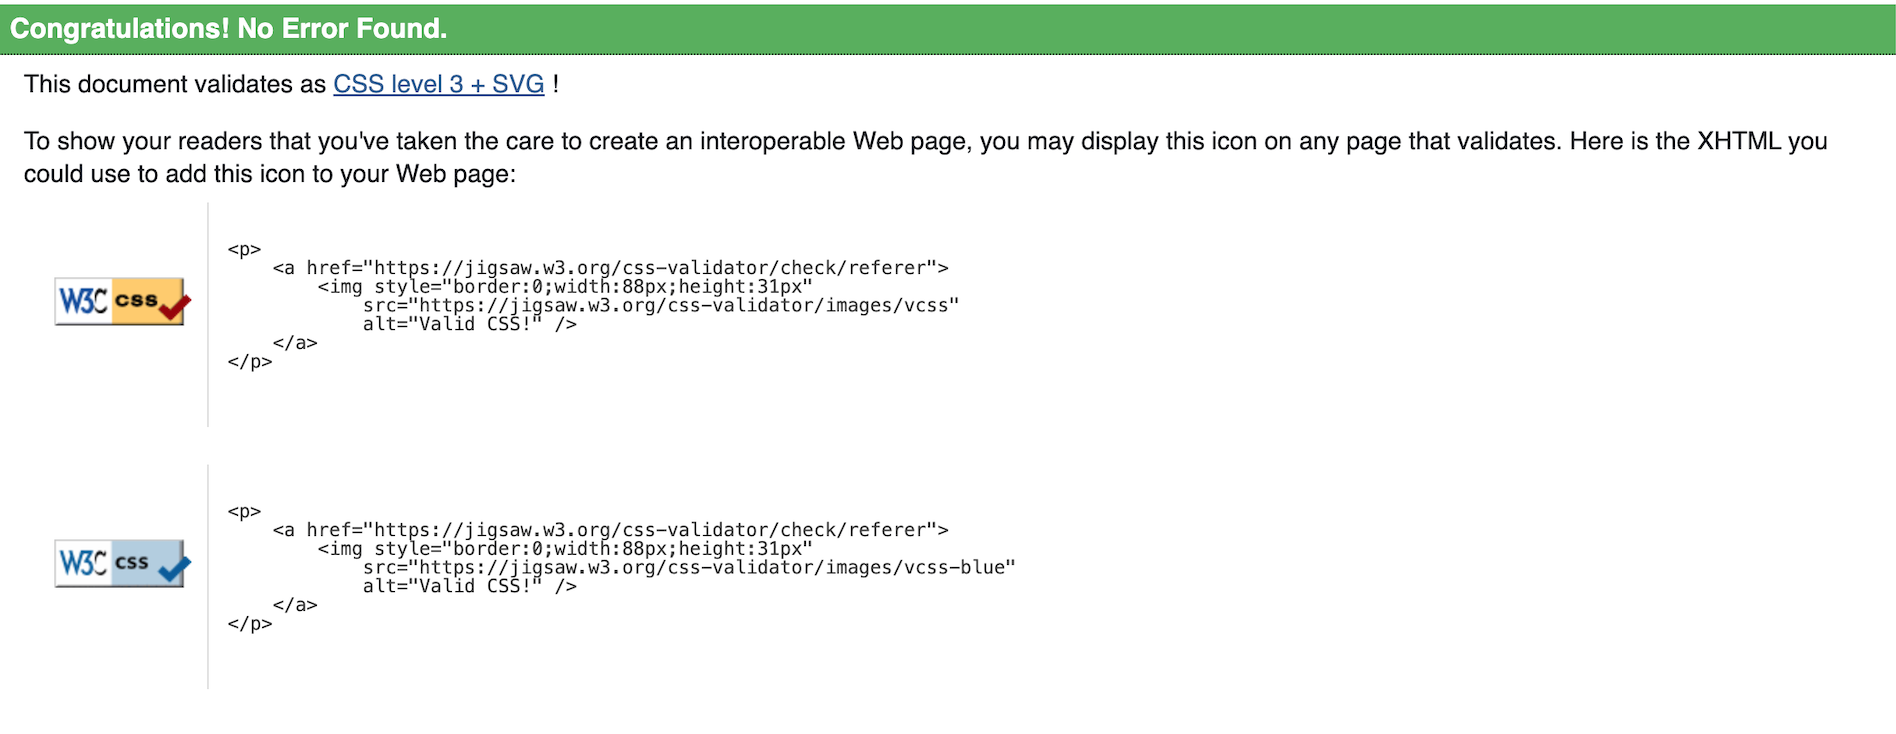 Congratulations! No Error Found.
This document validates as CSS level 3 + SVG !
To show your readers that you've taken the care to create an interoperable Web page, you may display this icon on any page that validates. Here is the XHTML you
could use to add this icon to your Web page:
W3C css
<p>
    <a href="https://jigsaw.w3.org/css-validator/check/referer">
        <img style="border:0;width:88px;height:31px"
            src="https://jigsaw.w3.org/css-validator/images/vcss"
            alt="Valid CSS!" />
    </a>
</p>
W3C css
<p>
    <a href="https://jigsaw.w3.org/css-validator/check/referer">
        <img style="border:0;width:88px;height:31px"
            src="https://jigsaw.w3.org/css-validator/images/vcss-blue"
            alt="Valid CSS!" />
    </a>
</p>